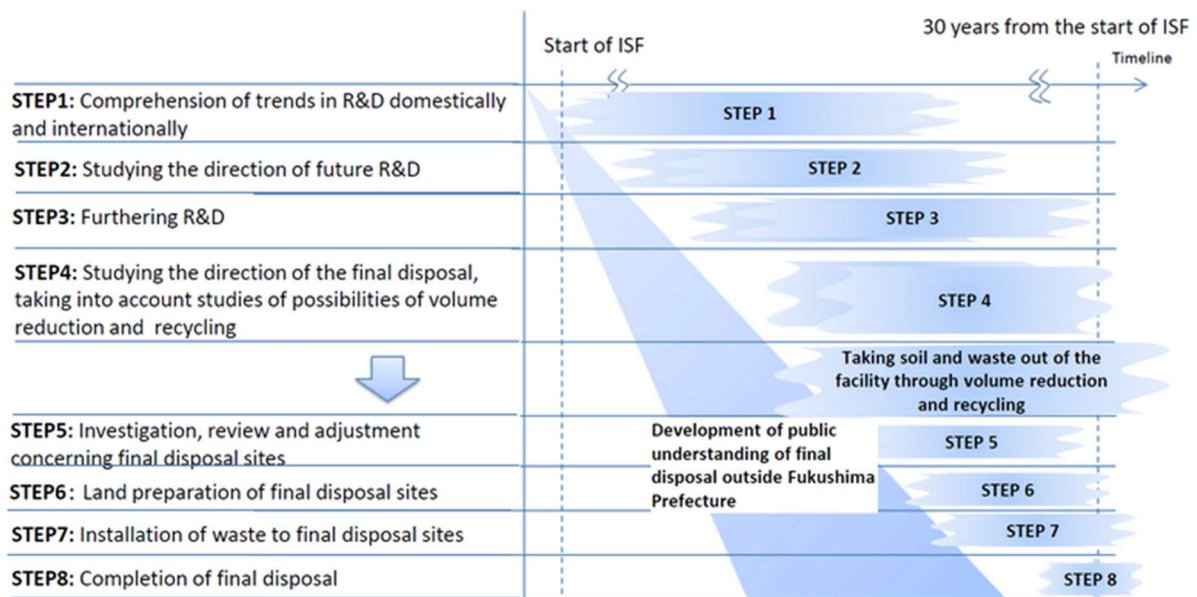 30 years from the start of ISF
Start of ISF
Timeline
STEP1: Comprehension of trends in R&D domestically
and internationally
STEP 1
STEP2: Studying the direction of future R&D
STEP 2
STEP3: Furthering R&D
STEP 3
STEP4: Studying the direction of the final disposal,
taking into account studies of possibilities of volume
reduction and recycling
STEP 4
Taking soil and waste out of the
facility through volume reduction
and recycling
STEP5: Investigation, review and adjustment
concerning final disposal sites
Development of public
understanding of final
disposal outside Fukushima
Prefecture
STEP 5
STEP6: Land preparation of final disposal sites
STEP 6
STEP7: Installation of waste to final disposal sites
STEP 7
STEP8: Completion of final disposal
STEP 8